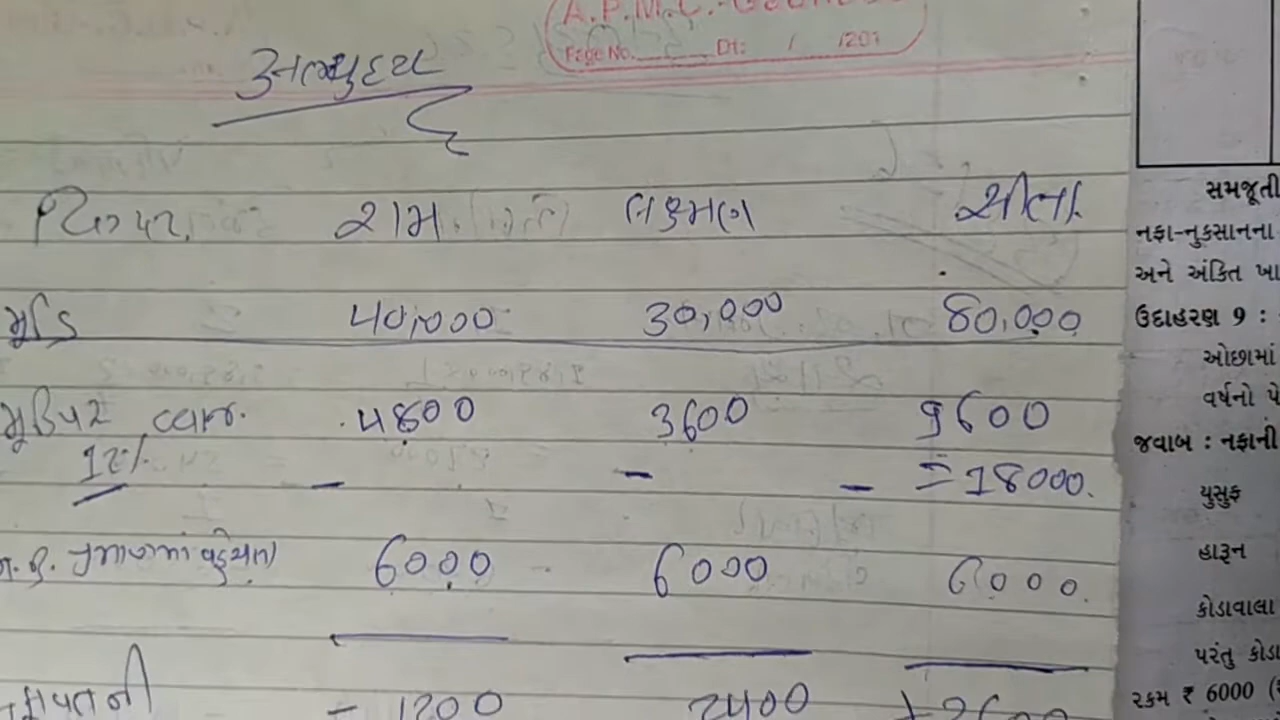 A.P.M.C.
Page No. Dt: / /201
વિગત રામ લક્ષ્મણ સીતા
મૂડિ 40,000 30,000 80,000
મૂડિ પર વ્યાજ. 4800 3600 9600
12% - - - = 18000.
વહેંચતા 6000 6000 6000.
- 1200 2400
સમજૂતી
નફા-નુકસાનના
અને અંકિત ખા
ઉદાહરણ 9 :
ઓછામાં
વર્ષનો પે
જવાબ : નફાની
યુસુફ
હારૂન
કોડાવાલા
પરંતુ કોડા
રકમ ₹ 6000